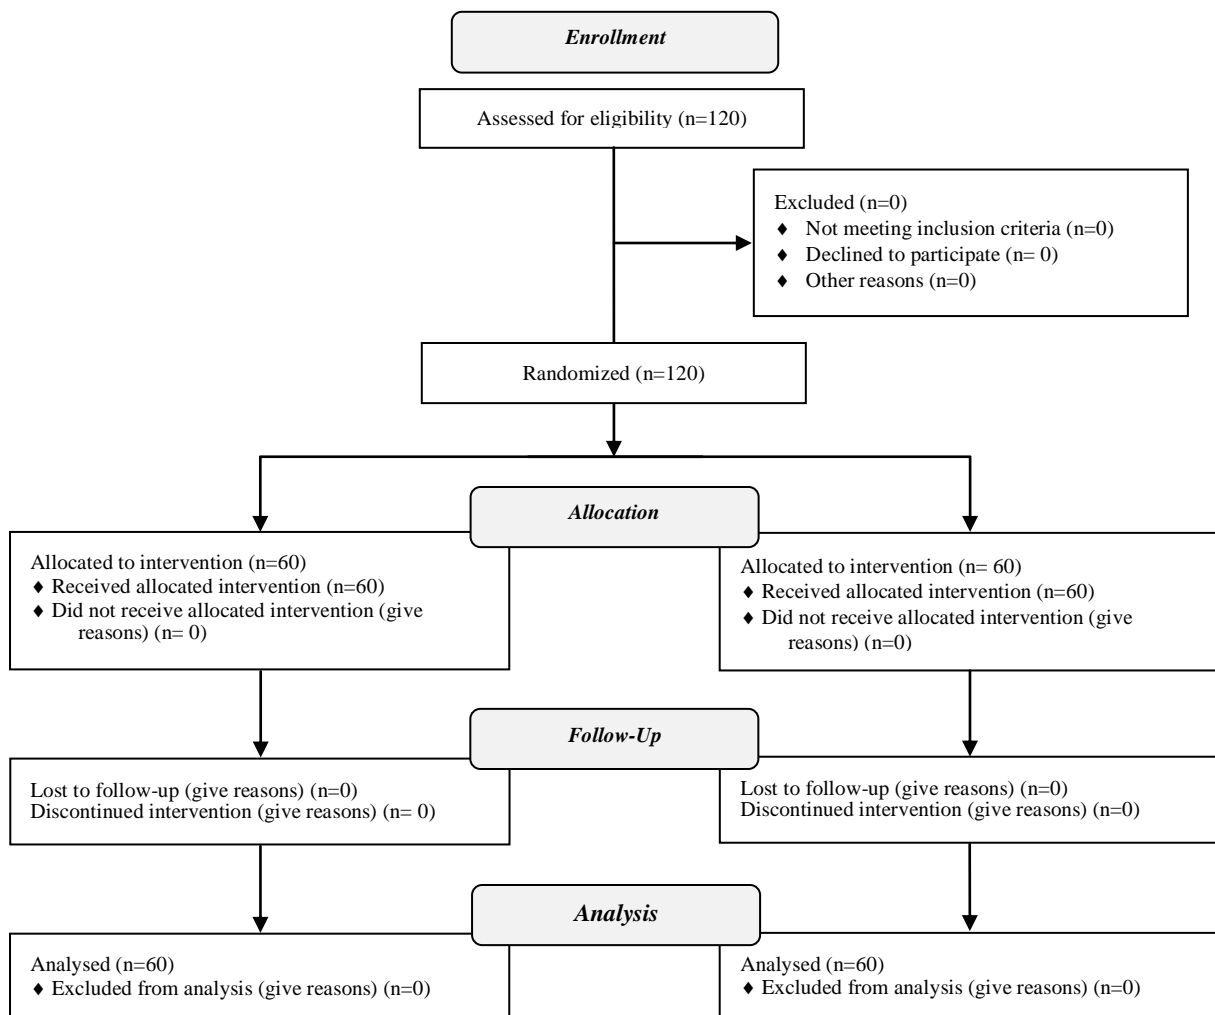 Enrollment
Assessed for eligibility (n=120)
Excluded (n=0)
♦ Not meeting inclusion criteria (n=0)
♦ Declined to participate (n= 0)
♦ Other reasons (n=0)
Randomized (n=120)
Allocation
Allocated to intervention (n=60)
♦ Received allocated intervention (n=60)
♦ Did not receive allocated intervention (give
reasons) (n= 0)
Allocated to intervention (n= 60)
♦ Received allocated intervention (n=60)
♦ Did not receive allocated intervention (give
reasons) (n=0)
Follow-Up
Lost to follow-up (give reasons) (n=0)
Discontinued intervention (give reasons) (n= 0)
Lost to follow-up (give reasons) (n=0)
Discontinued intervention (give reasons) (n=0)
Analysis
Analysed (n=60)
♦ Excluded from analysis (give reasons) (n=0)
Analysed (n=60)
♦ Excluded from analysis (give reasons) (n=0)